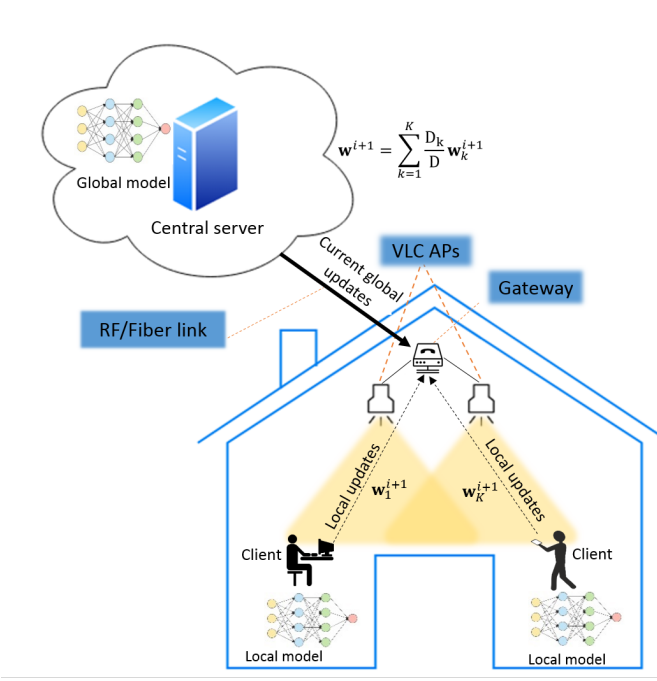 𝐰^{i+1} = \sum_{k=1}^{K} \frac{D_k}{D} 𝐰_k^{i+1}
Global model
Central server
Current global
updates
VLC APs
Gateway
RF/Fiber link
Local updates
𝐰_1^{i+1}
𝐰_K^{i+1}
Local updates
Client
Client
Local model
Local model